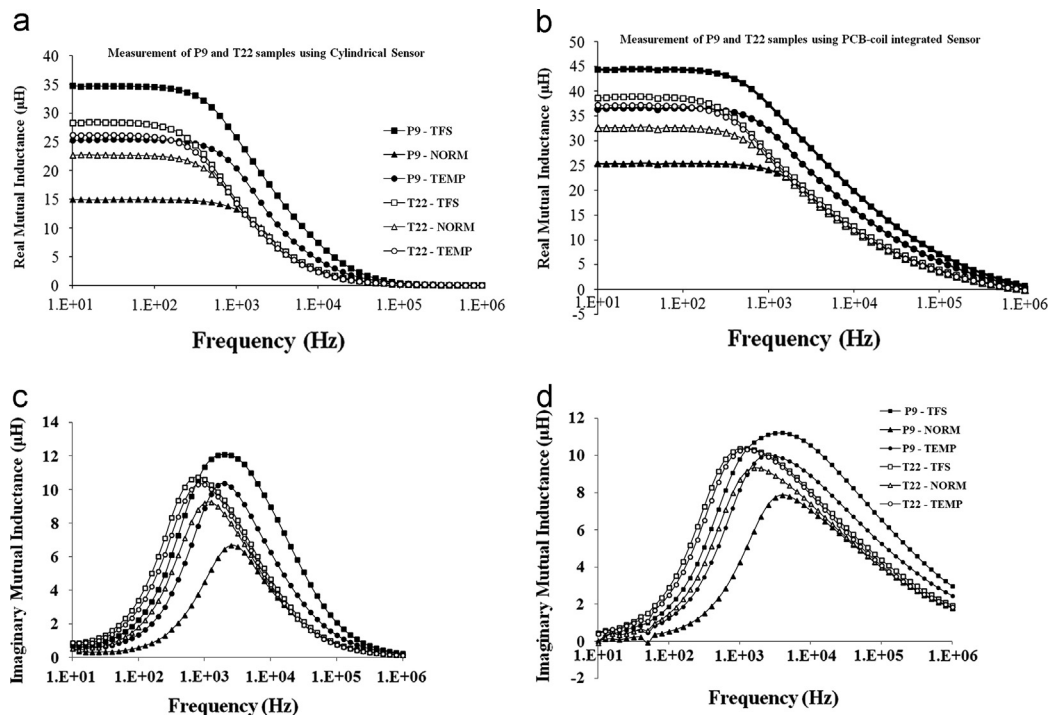 a
Measurement of P9 and T22 samples using Cylindrical Sensor
Real Mutual Inductance (µH)
40
35
30
25
20
15
10
5
0
1.E+01 1.E+02 1.E+03 1.E+04 1.E+05 1.E+06
Frequency (Hz)
P9 - TFS
P9 - NORM
P9 - TEMP
T22 - TFS
T22 - NORM
T22 - TEMP
b
Measurement of P9 and T22 samples using PCB-coil integrated Sensor
Real Mutual Inductance (µH)
50
45
40
35
30
25
20
15
10
5
0
-5
1.E+01 1.E+02 1.E+03 1.E+04 1.E+05 1.E+06
Frequency (Hz)
c
Imaginary Mutual Inductance (µH)
14
12
10
8
6
4
2
0
1.E+01 1.E+02 1.E+03 1.E+04 1.E+05 1.E+06
Frequency (Hz)
d
Imaginary Mutual Inductance (µH)
12
10
8
6
4
2
0
-2
1.E+01 1.E+02 1.E+03 1.E+04 1.E+05 1.E+06
Frequency (Hz)
P9 - TFS
P9 - NORM
P9 - TEMP
T22 - TFS
T22 - NORM
T22 - TEMP